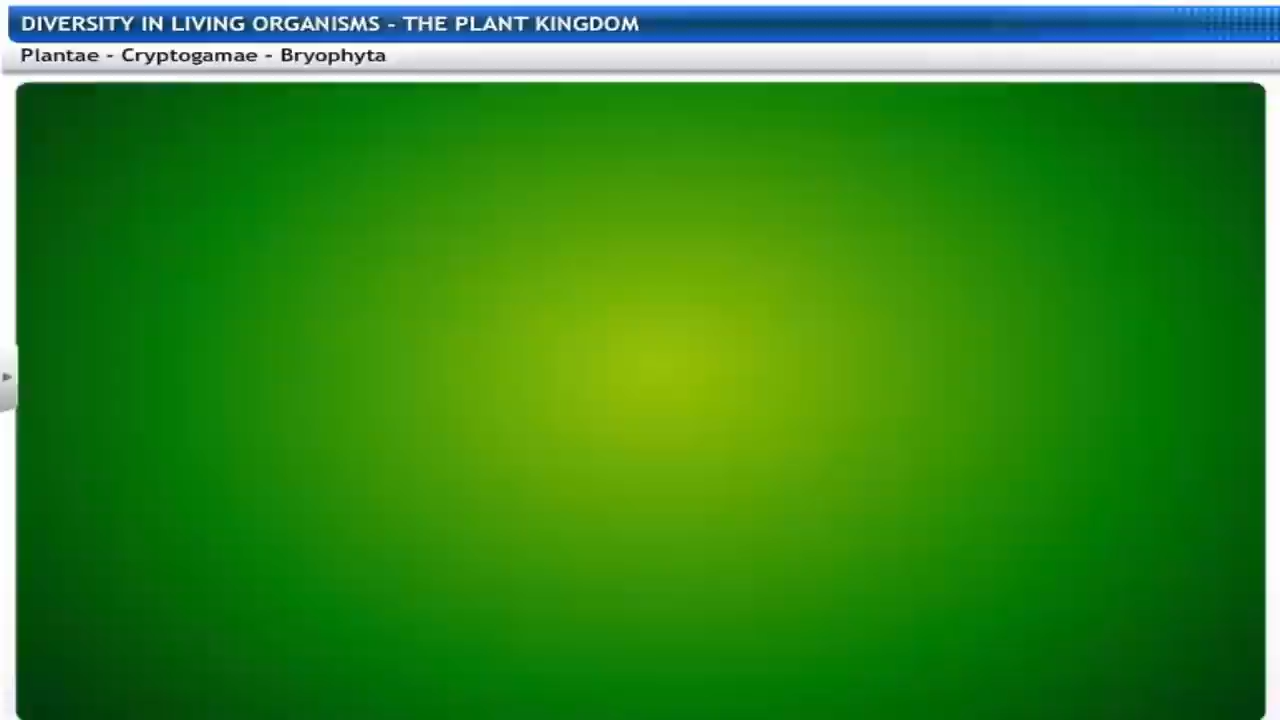 DIVERSITY IN LIVING ORGANISMS - THE PLANT KINGDOM
Plantae - Cryptogamae - Bryophyta